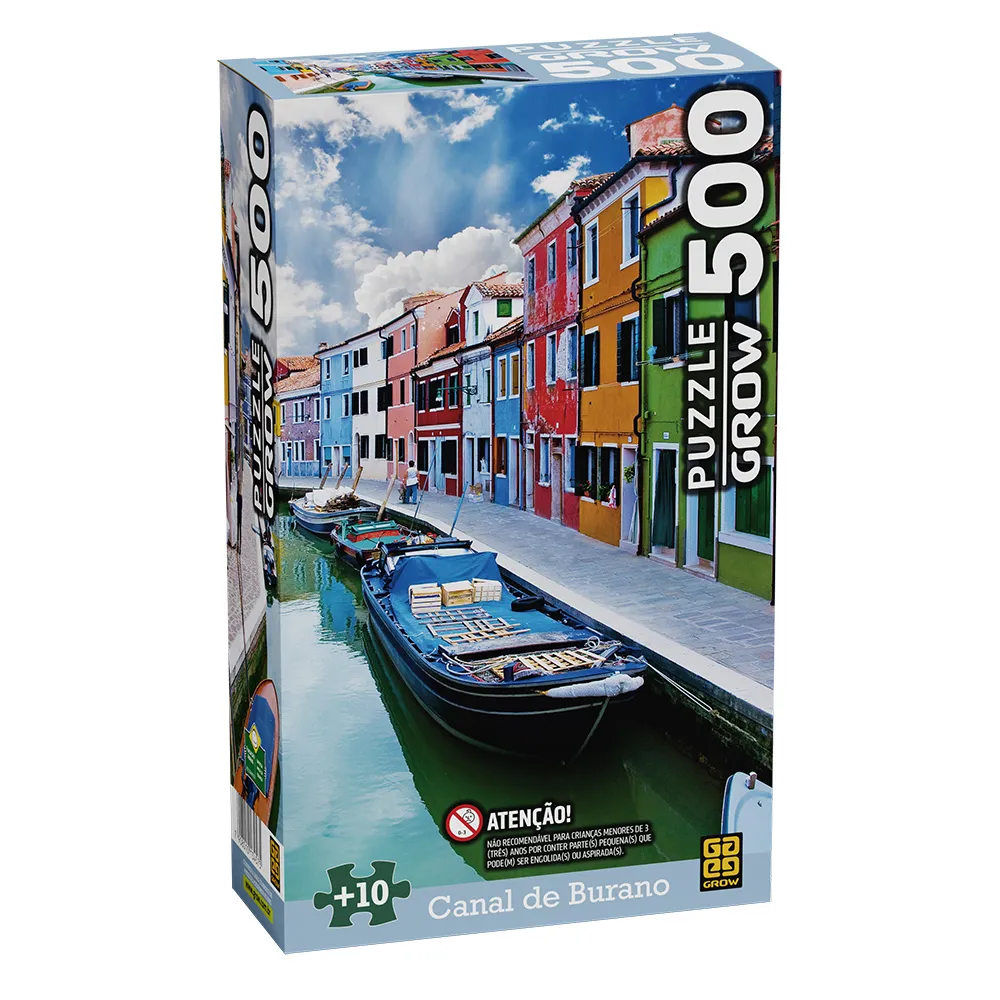 PUZZLE
GROW 500
PUZZLE
GROW 500
PUZZLE
GROW 500
0-3
ATENÇÃO!
NÃO RECOMENDÁVEL PARA CRIANÇAS MENORES DE 3
(TRÊS) ANOS POR CONTER PARTE(S) PEQUENA(S) QUE
PODE(M) SER ENGOLIDA(S) OU ASPIRADA(S).
GROW
+10
Canal de Burano